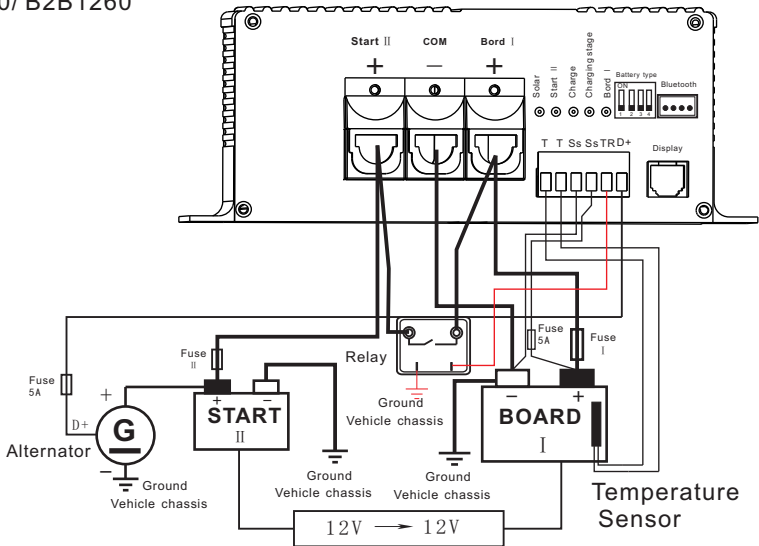 0/ B2B1260
Start II COM Bord I
+ − +
Solar
Start II
Charge
Charging stage
Bord I
Battery type
ON
1 2 3 4
Bluetooth
T T Ss Ss TR D+
Display
Fuse
5A
Fuse
I
Relay
Fuse
II
Fuse
5A
Ground
Vehicle chassis
+
D+
G
Alternator
−
Ground
Vehicle chassis
+ −
START
II
Ground
Vehicle chassis
− +
BOARD
I
Ground
Vehicle chassis
Temperature
Sensor
12V → 12V